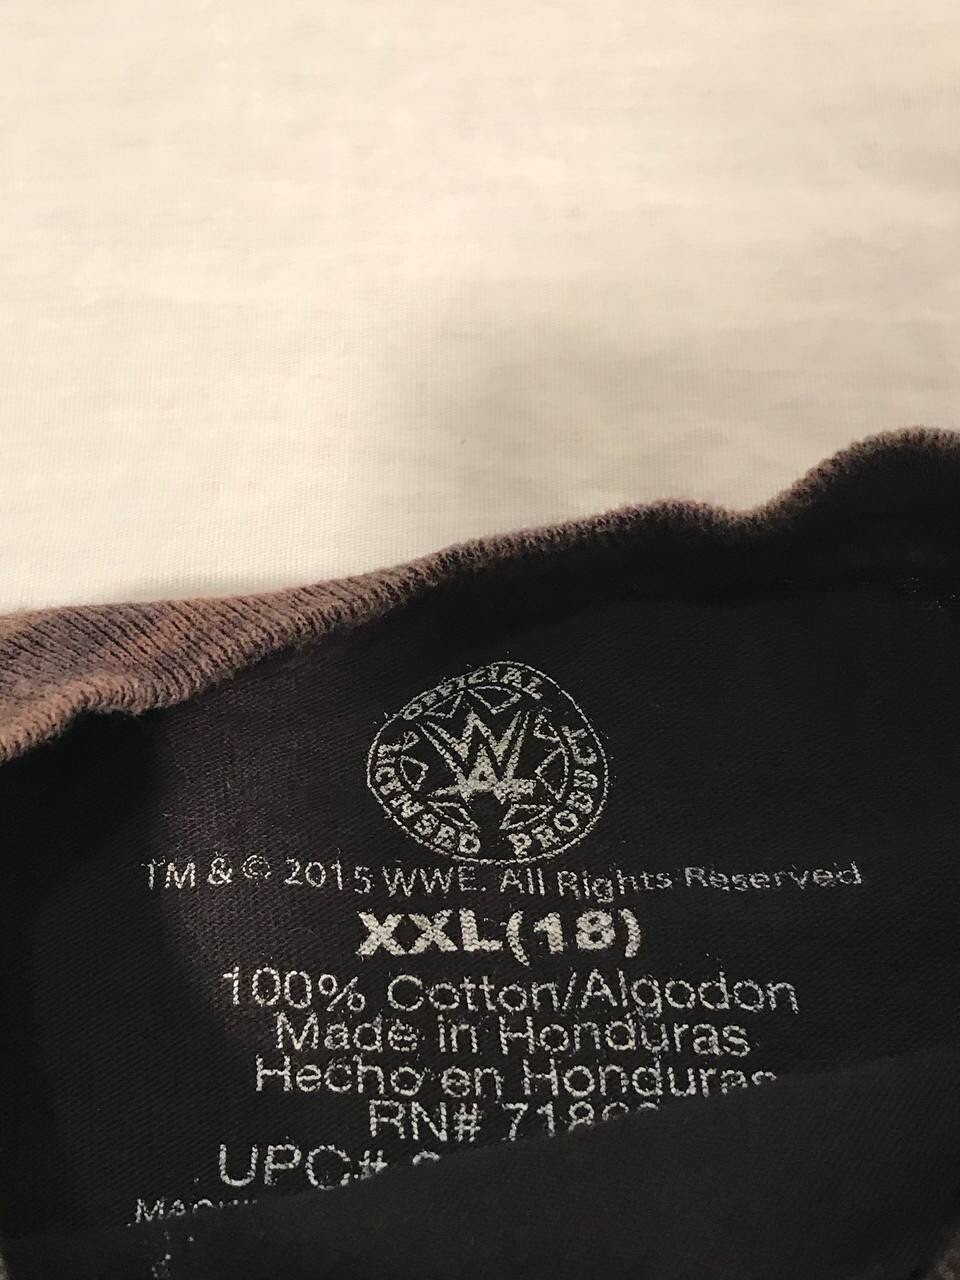 OFFICIAL
LICENSED PRODUCT
W
TM & © 2015 WWE. All Rights Reserved
XXL(18)
100% Cotton/Algodon
Made in Honduras
Hecho en Honduras
RN#
UPC#